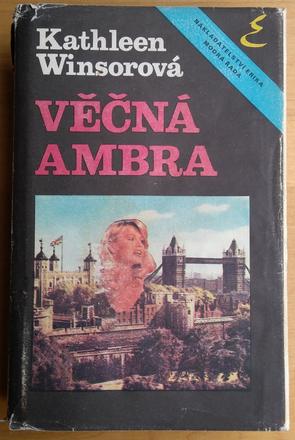 Kathleen
Winsorová
VĚČNÁ
AMBRA
NAKLADATELSTVÍ ERIKA
MODRÁ ŘADA